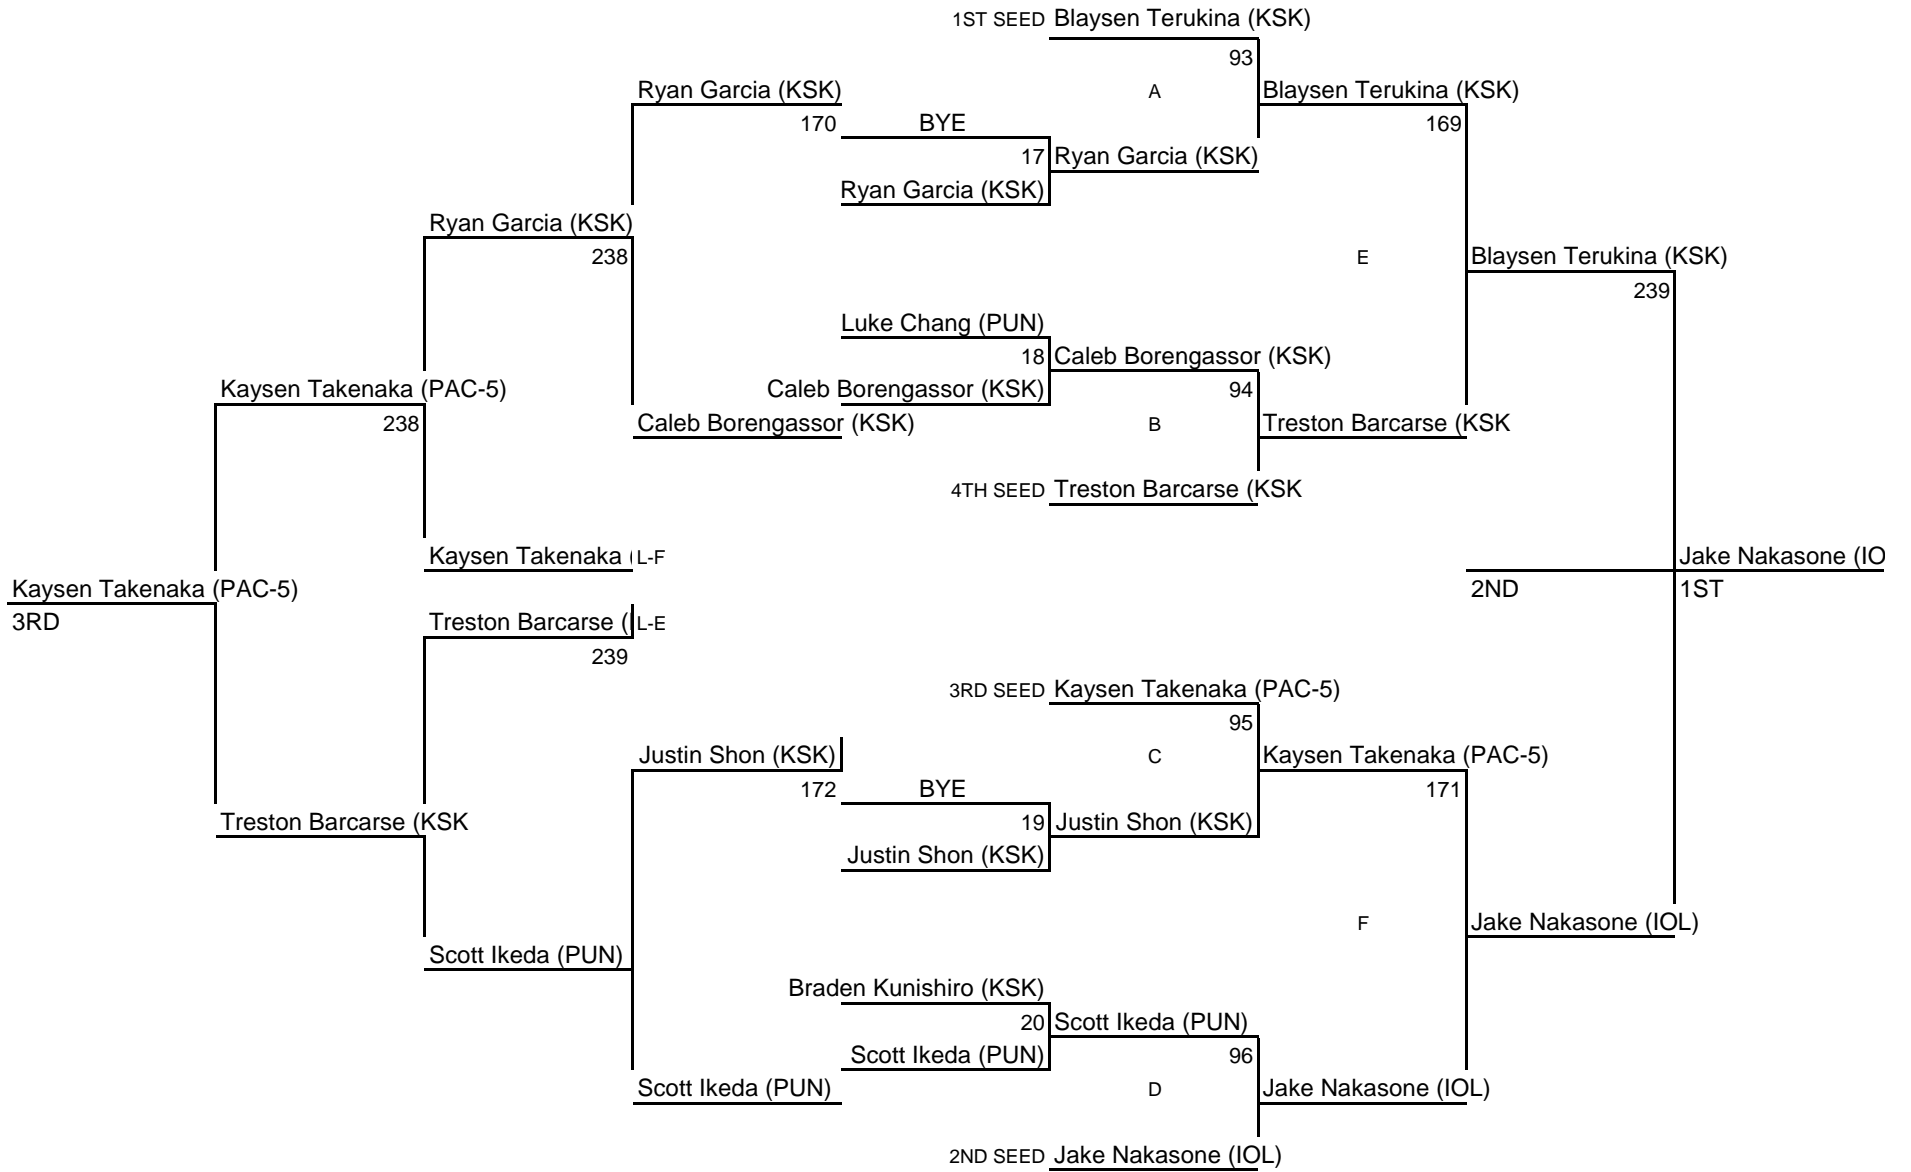 1ST SEED Blaysen Terukina (KSK)
93
Ryan Garcia (KSK) A Blaysen Terukina (KSK)
170 BYE 169
17 Ryan Garcia (KSK)
Ryan Garcia (KSK)
Ryan Garcia (KSK)
238 E Blaysen Terukina (KSK)
239
Luke Chang (PUN)
18 Caleb Borengassor (KSK)
Kaysen Takenaka (PAC-5) Caleb Borengassor (KSK) 94
238 Caleb Borengassor (KSK) B Treston Barcarse (KSK
4TH SEED Treston Barcarse (KSK
Kaysen Takenaka ( L-F Jake Nakasone (IO
Kaysen Takenaka (PAC-5) 2ND 1ST
3RD Treston Barcarse ( L-E
239
3RD SEED Kaysen Takenaka (PAC-5)
95
Justin Shon (KSK) C Kaysen Takenaka (PAC-5)
172 BYE 171
Treston Barcarse (KSK 19 Justin Shon (KSK)
Justin Shon (KSK)
F Jake Nakasone (IOL)
Scott Ikeda (PUN)
Braden Kunishiro (KSK)
20 Scott Ikeda (PUN)
Scott Ikeda (PUN) 96
Scott Ikeda (PUN) D Jake Nakasone (IOL)
2ND SEED Jake Nakasone (IOL)